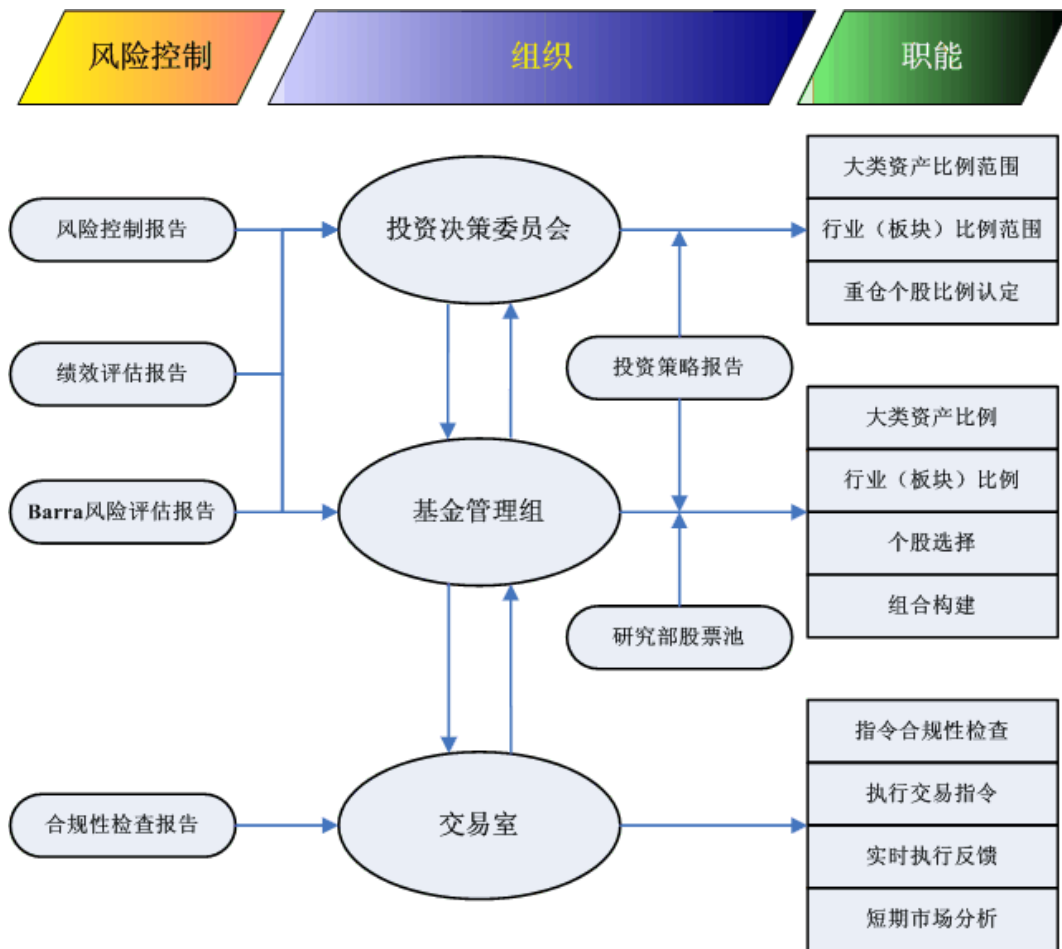 风险控制
组织
职能
大类资产比例范围
风险控制报告
投资决策委员会
行业（板块）比例范围
重仓个股比例认定
绩效评估报告
投资策略报告
大类资产比例
行业（板块）比例
Barra风险评估报告
基金管理组
个股选择
组合构建
研究部股票池
指令合规性检查
执行交易指令
合规性检查报告
交易室
实时执行反馈
短期市场分析